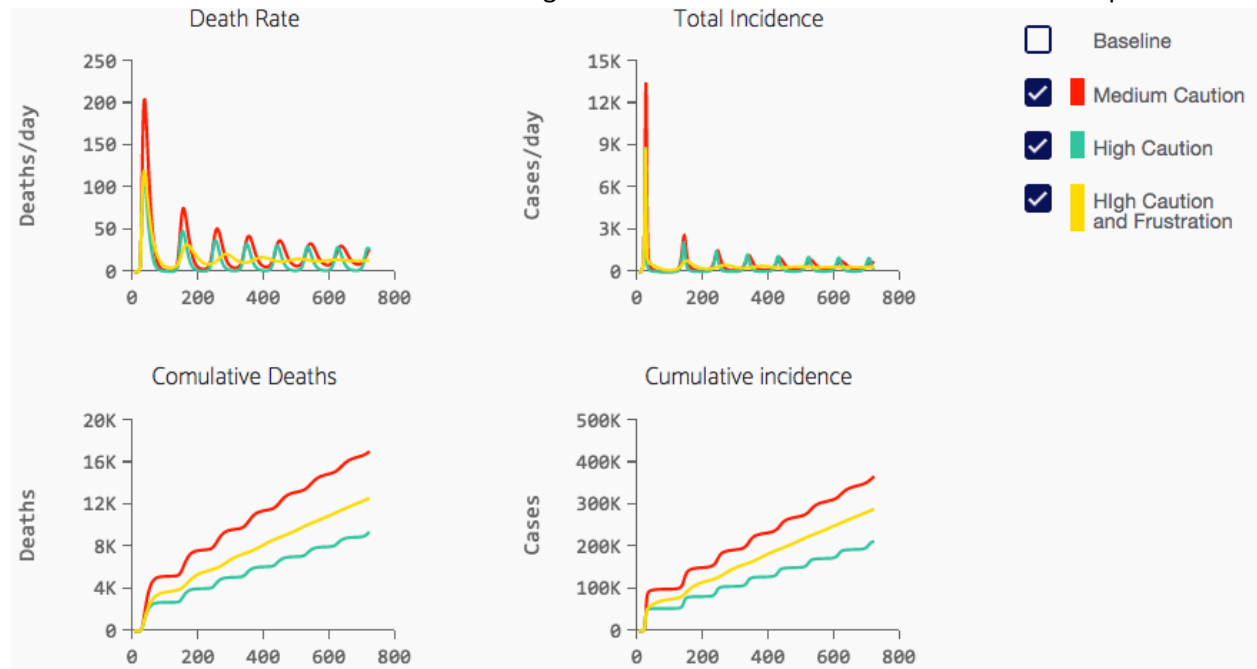 Death Rate
250
200
150
100
50
0
Deaths/day
0 200 400 600 800
Total Incidence
15K
12K
9K
6K
3K
0
Cases/day
0 200 400 600 800
Baseline
Medium Caution
High Caution
HIgh Caution
and Frustration
Comulative Deaths
20K
16K
12K
8K
4K
0
Deaths
0 200 400 600 800
Cumulative incidence
500K
400K
300K
200K
100K
0
Cases
0 200 400 600 800